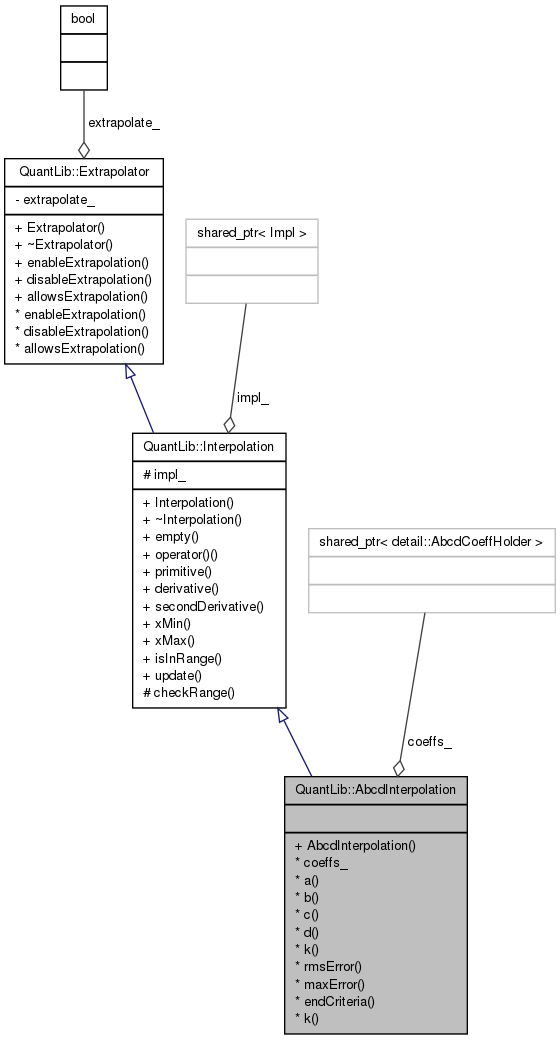 bool
extrapolate_
QuantLib::Extrapolator
- extrapolate_
+ Extrapolator()
+ ~Extrapolator()
+ enableExtrapolation()
+ disableExtrapolation()
+ allowsExtrapolation()
* enableExtrapolation()
* disableExtrapolation()
* allowsExtrapolation()
shared_ptr< Impl >
impl_
QuantLib::Interpolation
# impl_
+ Interpolation()
+ ~Interpolation()
+ empty()
+ operator()()
+ primitive()
+ derivative()
+ secondDerivative()
+ xMin()
+ xMax()
+ isInRange()
+ update()
# checkRange()
shared_ptr< detail::AbcdCoeffHolder >
coeffs_
QuantLib::AbcdInterpolation
+ AbcdInterpolation()
* coeffs_
* a()
* b()
* c()
* d()
* k()
* rmsError()
* maxError()
* endCriteria()
* k()